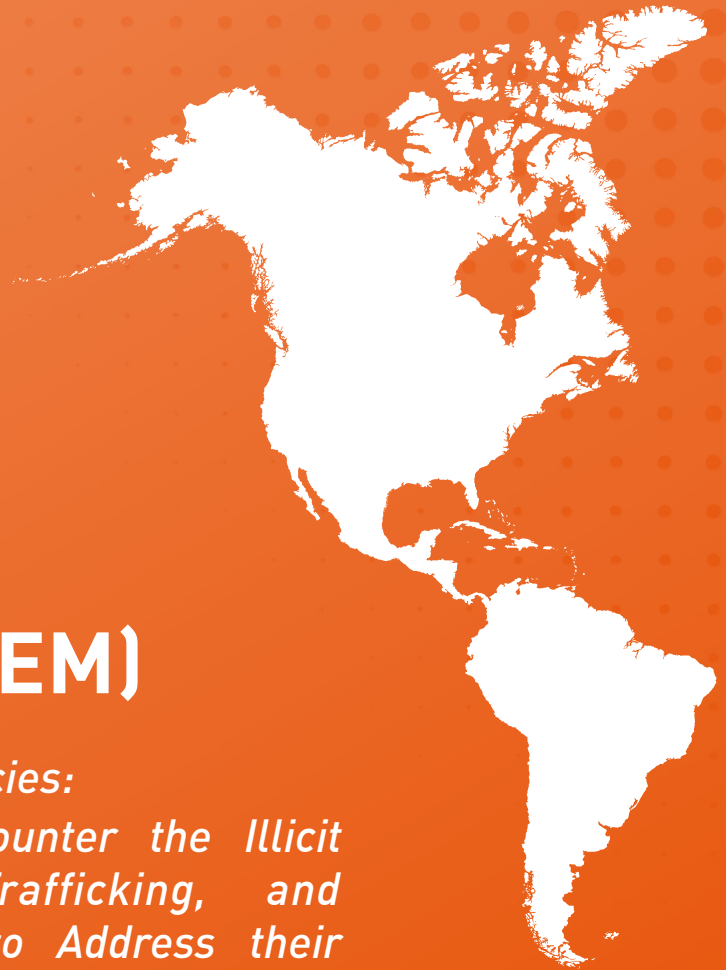 EM)
cies:
ounter the Illicit
rafficking, and
o Address their